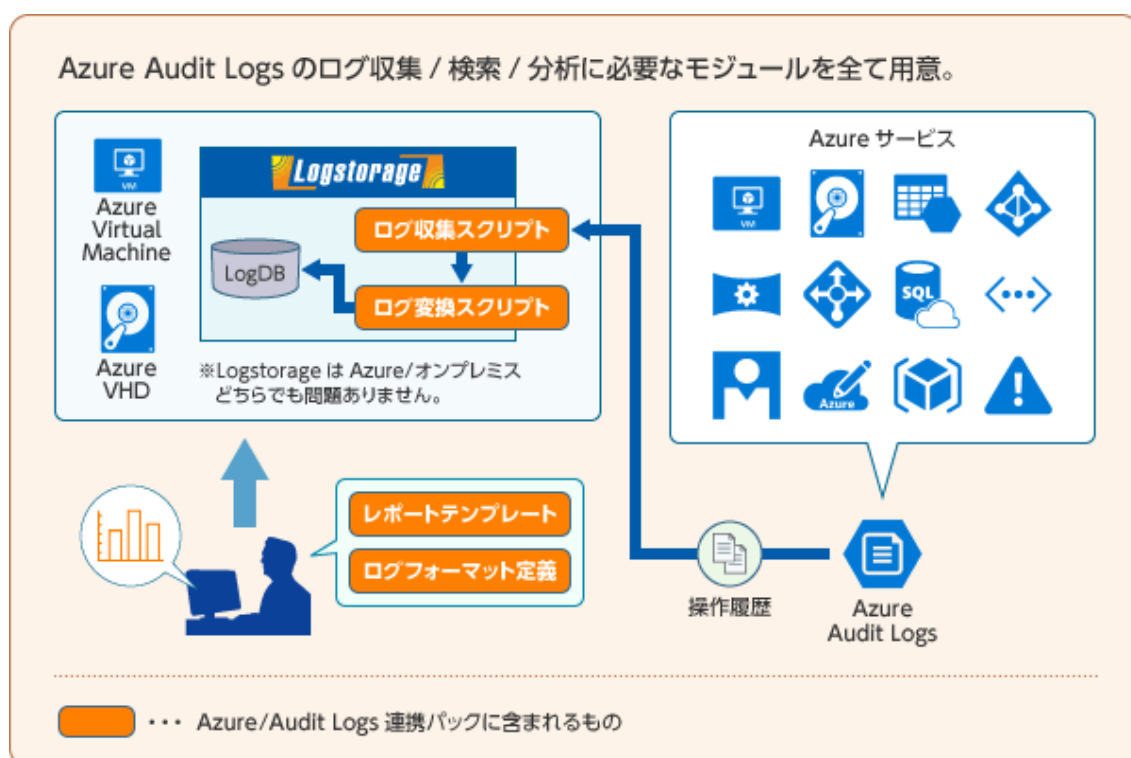 Azure Audit Logs のログ収集 / 検索 / 分析に必要なモジュールを全て用意。
VM
Azure
Virtual
Machine
Azure
VHD
Logstorage
ログ収集スクリプト
LogDB
ログ変換スクリプト
※Logstorage は Azure/オンプレミス
どちらでも問題ありません。
Azure サービス
VM
SQL
Azure
レポートテンプレート
ログフォーマット定義
操作履歴
Azure
Audit Logs
・・・ Azure/Audit Logs 連携パックに含まれるもの